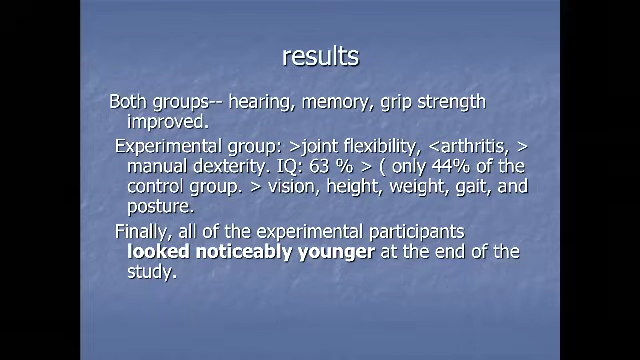 results
Both groups-- hearing, memory, grip strength
improved.
Experimental group: >joint flexibility, <arthritis, >
manual dexterity. IQ: 63 % > ( only 44% of the
control group. > vision, height, weight, gait, and
posture.
Finally, all of the experimental participants
looked noticeably younger at the end of the
study.